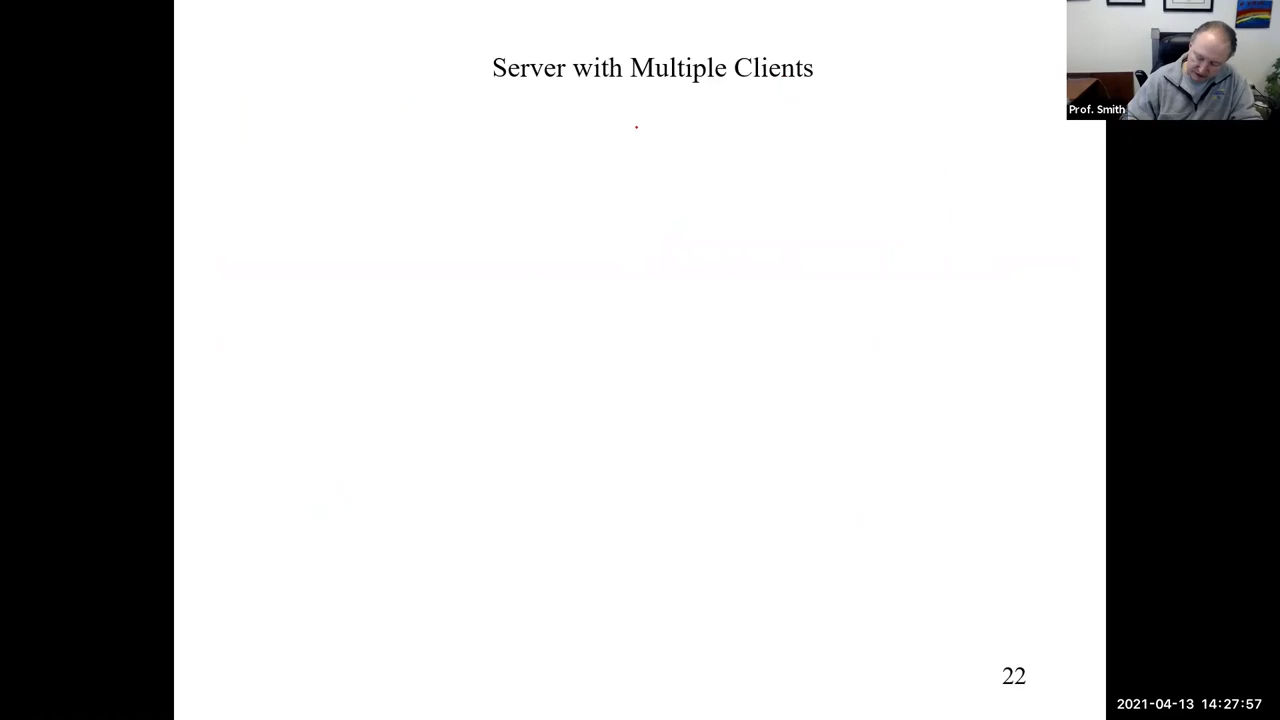 Server with Multiple Clients
Prof. Smith
22
2021-04-13 14:27:57